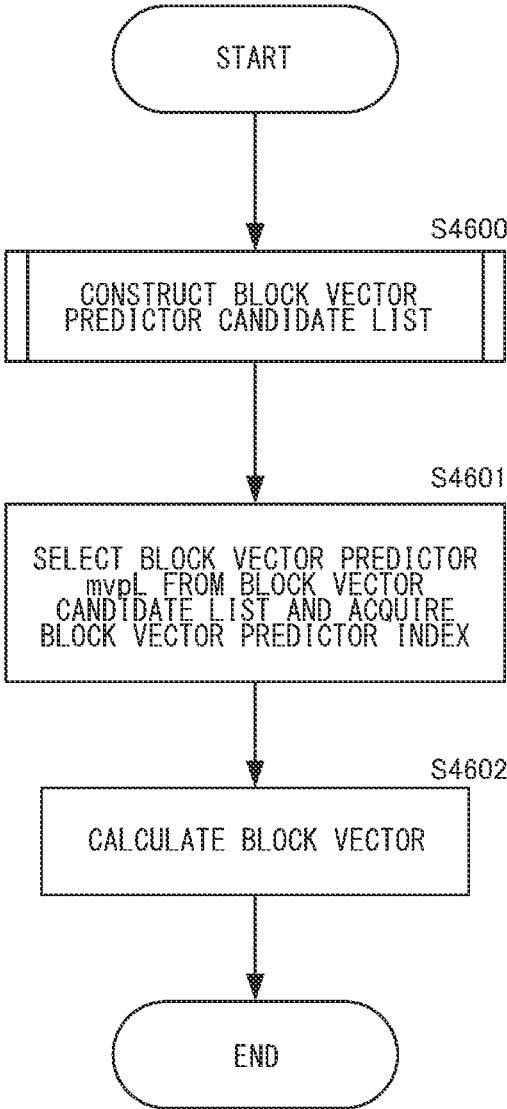 START
S4600
CONSTRUCT BLOCK VECTOR
PREDICTOR CANDIDATE LIST
S4601
SELECT BLOCK VECTOR PREDICTOR
mvpL FROM BLOCK VECTOR
CANDIDATE LIST AND ACQUIRE
BLOCK VECTOR PREDICTOR INDEX
S4602
CALCULATE BLOCK VECTOR
END